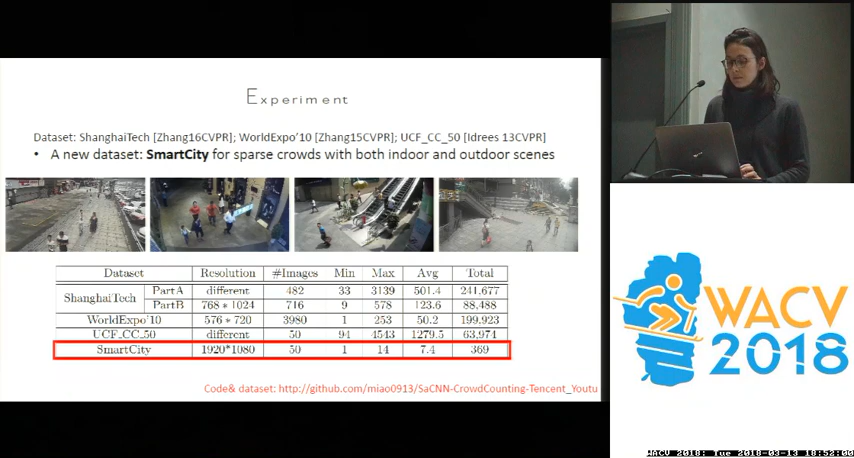 Experiment
Dataset: ShanghaiTech [Zhang16CVPR]; WorldExpo'10 [Zhang15CVPR]; UCF_CC_50 [Idrees 13CVPR]
• A new dataset: SmartCity for sparse crowds with both indoor and outdoor scenes
Dataset Resolution #Images Min Max Avg Total
ShanghaiTech PartA different 482 33 3139 501.4 241,677
PartB 768 * 1024 716 9 578 123.6 88,488
WorldExpo'10 576 * 720 3980 1 253 50.2 199,923
UCF_CC_50 different 50 94 4543 1279.5 63,974
SmartCity 1920*1080 50 1 14 7.4 369
Code& dataset: http://github.com/miao0913/SaCNN-CrowdCounting-Tencent_Youtu
WACV
2018
WACV 2018: Tue 2018-03-13 18:52:00